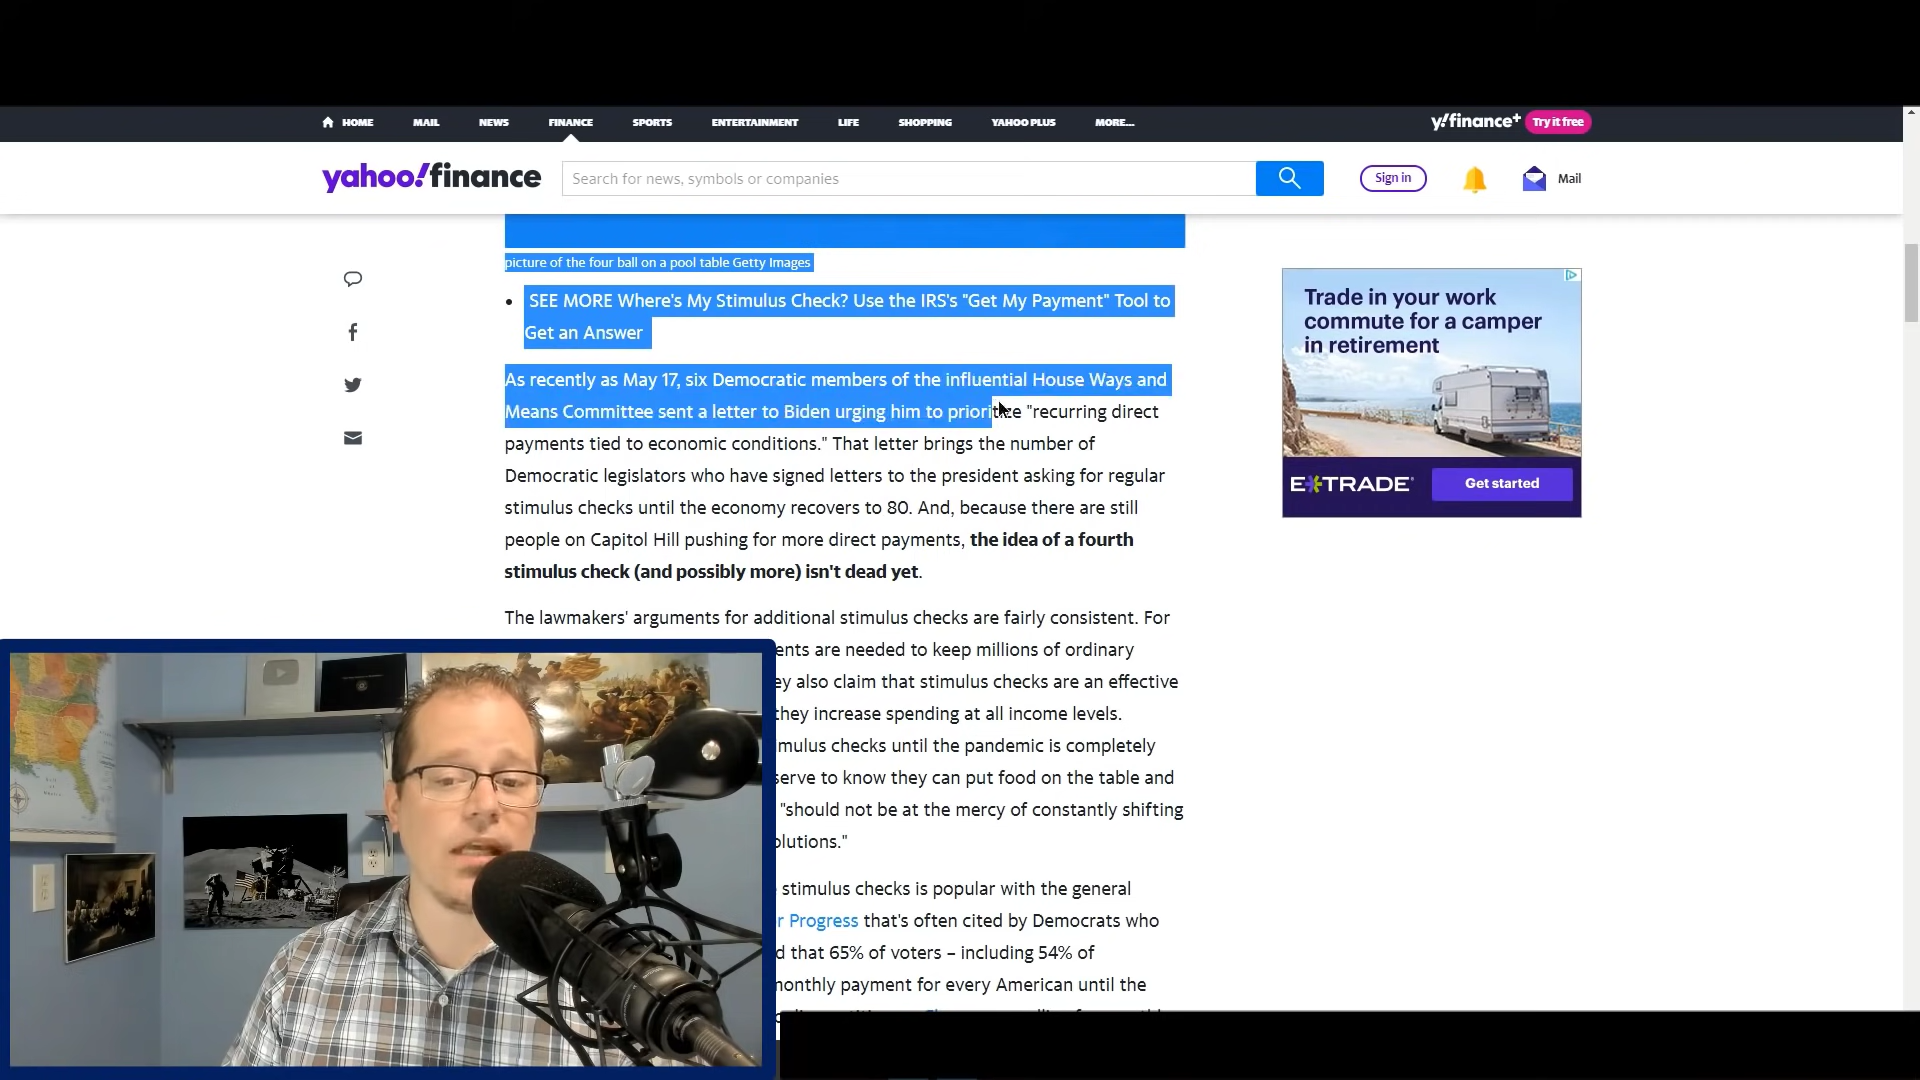 HOME MAIL NEWS FINANCE SPORTS ENTERTAINMENT LIFE SHOPPING YAHOO PLUS MORE...
y!finance+ Try it free
yahoo!finance
Search for news, symbols or companies
Sign in
Mail
picture of the four ball on a pool table Getty Images
• SEE MORE Where's My Stimulus Check? Use the IRS's "Get My Payment" Tool to
Get an Answer
As recently as May 17, six Democratic members of the influential House Ways and
Means Committee sent a letter to Biden urging him to prioritize "recurring direct
payments tied to economic conditions." That letter brings the number of
Democratic legislators who have signed letters to the president asking for regular
stimulus checks until the economy recovers to 80. And, because there are still
people on Capitol Hill pushing for more direct payments, the idea of a fourth
stimulus check (and possibly more) isn't dead yet.
The lawmakers' arguments for additional stimulus checks are fairly consistent. For
ents are needed to keep millions of ordinary
ey also claim that stimulus checks are an effective
they increase spending at all income levels.
mulus checks until the pandemic is completely
serve to know they can put food on the table and
"should not be at the mercy of constantly shifting
olutions."
stimulus checks is popular with the general
r Progress that's often cited by Democrats who
d that 65% of voters – including 54% of
monthly payment for every American until the
Trade in your work
commute for a camper
in retirement
E*TRADE
Get started